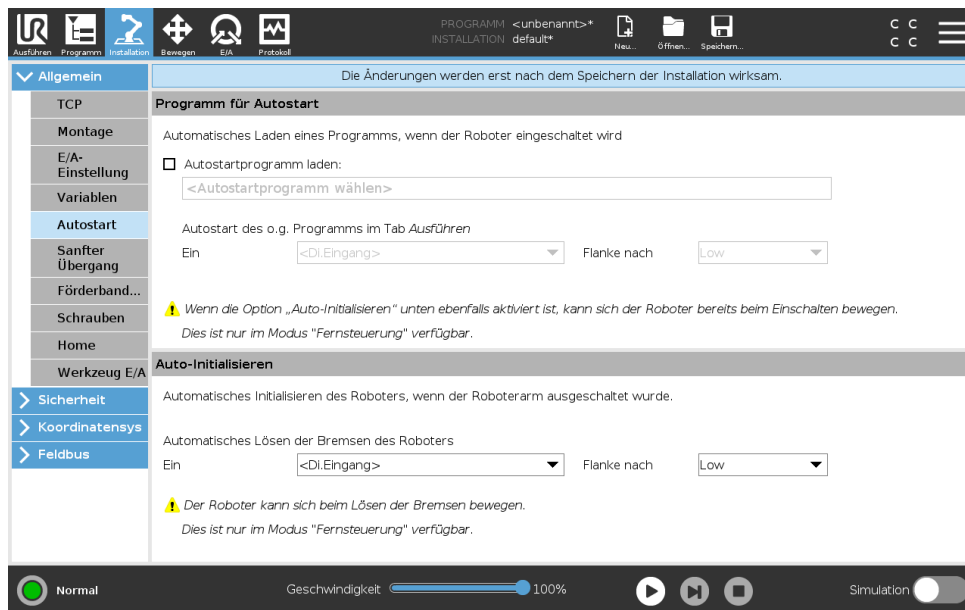 PROGRAMM <unbenannt>*
INSTALLATION default*
Ausführen Programm Installation Bewegen E/A Protokoll Neu... Öffnen... Speichern...
C C
C C
Allgemein
Die Änderungen werden erst nach dem Speichern der Installation wirksam.
TCP
Montage
E/A-
Einstellung
Variablen
Autostart
Sanfter
Übergang
Förderband...
Schrauben
Home
Werkzeug E/A
Sicherheit
Koordinatensys
Feldbus
Programm für Autostart
Automatisches Laden eines Programms, wenn der Roboter eingeschaltet wird
Autostartprogramm laden:
<Autostartprogramm wählen>
Autostart des o.g. Programms im Tab Ausführen
Ein <Di.Eingang> Flanke nach Low
Wenn die Option „Auto-Initialisieren“ unten ebenfalls aktiviert ist, kann sich der Roboter bereits beim Einschalten bewegen.
Dies ist nur im Modus "Fernsteuerung" verfügbar.
Auto-Initialisieren
Automatisches Initialisieren des Roboters, wenn der Roboterarm ausgeschaltet wurde.
Automatisches Lösen der Bremsen des Roboters
Ein <Di.Eingang> Flanke nach Low
Der Roboter kann sich beim Lösen der Bremsen bewegen.
Dies ist nur im Modus "Fernsteuerung" verfügbar.
Normal Geschwindigkeit 100% Simulation